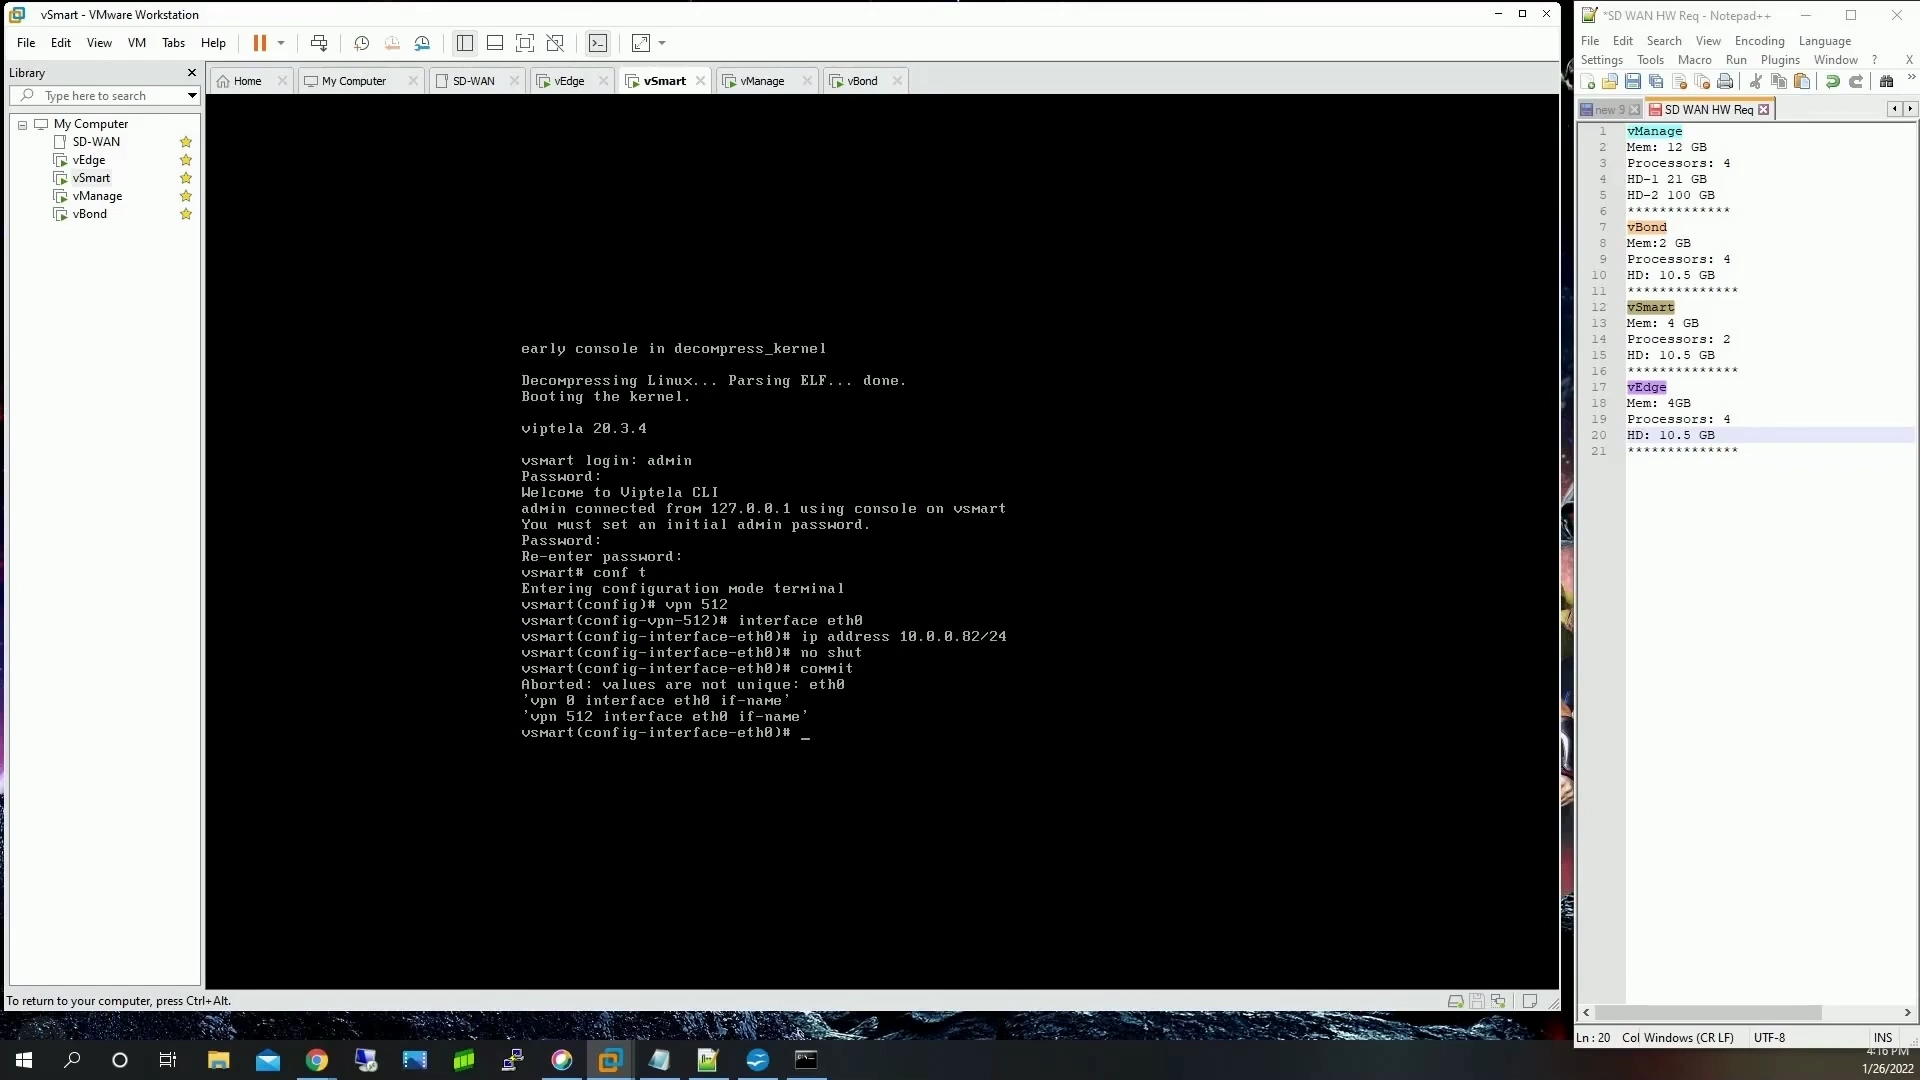 vSmart - VMware Workstation
File Edit View VM Tabs Help
Library
Type here to search
My Computer
SD-WAN
vEdge
vSmart
vManage
vBond
Home
My Computer
SD-WAN
vEdge
vSmart
vManage
vBond
early console in decompress_kernel
Decompressing Linux... Parsing ELF... done.
Booting the kernel.
viptela 20.3.4
vsmart login: admin
Password:
Welcome to Viptela CLI
admin connected from 127.0.0.1 using console on vsmart
You must set an initial admin password.
Password:
Re-enter password:
vsmart# conf t
Entering configuration mode terminal
vsmart(config)# vpn 512
vsmart(config-vpn-512)# interface eth0
vsmart(config-interface-eth0)# ip address 10.0.0.82/24
vsmart(config-interface-eth0)# no shut
vsmart(config-interface-eth0)# commit
Aborted: values are not unique: eth0
'vpn 0 interface eth0 if-name'
'vpn 512 interface eth0 if-name'
vsmart(config-interface-eth0)# _
To return to your computer, press Ctrl+Alt.
*SD WAN HW Req - Notepad++
File Edit Search View Encoding Language
Settings Tools Macro Run Plugins Window ? X
new 9
SD WAN HW Req
1 vManage
2 Mem: 12 GB
3 Processors: 4
4 HD-1 21 GB
5 HD-2 100 GB
6 *************
7 vBond
8 Mem:2 GB
9 Processors: 4
10 HD: 10.5 GB
11 **************
12 vSmart
13 Mem: 4 GB
14 Processors: 2
15 HD: 10.5 GB
16 **************
17 vEdge
18 Mem: 4GB
19 Processors: 4
20 HD: 10.5 GB
21 **************
Ln: 20 Col Windows (CR LF) UTF-8 INS
4:16 PM
1/26/2022